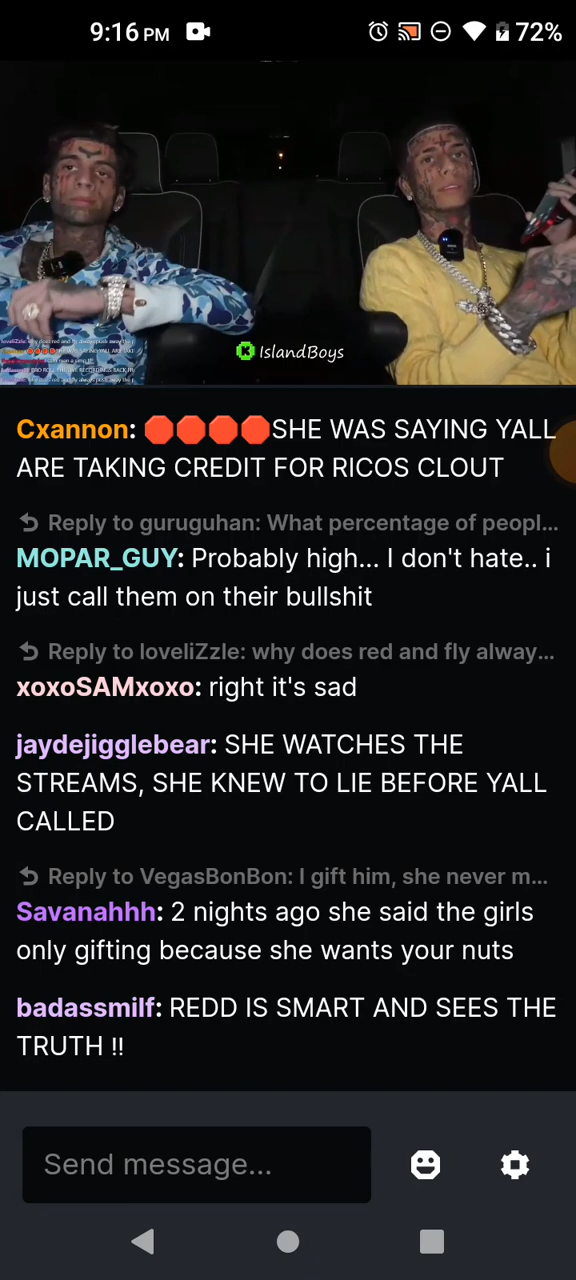 9:16 PM
72%
IslandBoys
Cxannon: 🛑🛑🛑🛑SHE WAS SAYING YALL
ARE TAKING CREDIT FOR RICOS CLOUT
Reply to guruguhan: What percentage of peopl...
MOPAR_GUY: Probably high... I don't hate.. i
just call them on their bullshit
Reply to loveliZzle: why does red and fly alway...
xoxoSAMxoxo: right it's sad
jaydejigglebear: SHE WATCHES THE
STREAMS, SHE KNEW TO LIE BEFORE YALL
CALLED
Reply to VegasBonBon: I gift him, she never m...
Savanahhh: 2 nights ago she said the girls
only gifting because she wants your nuts
badassmilf: REDD IS SMART AND SEES THE
TRUTH !!
Send message...